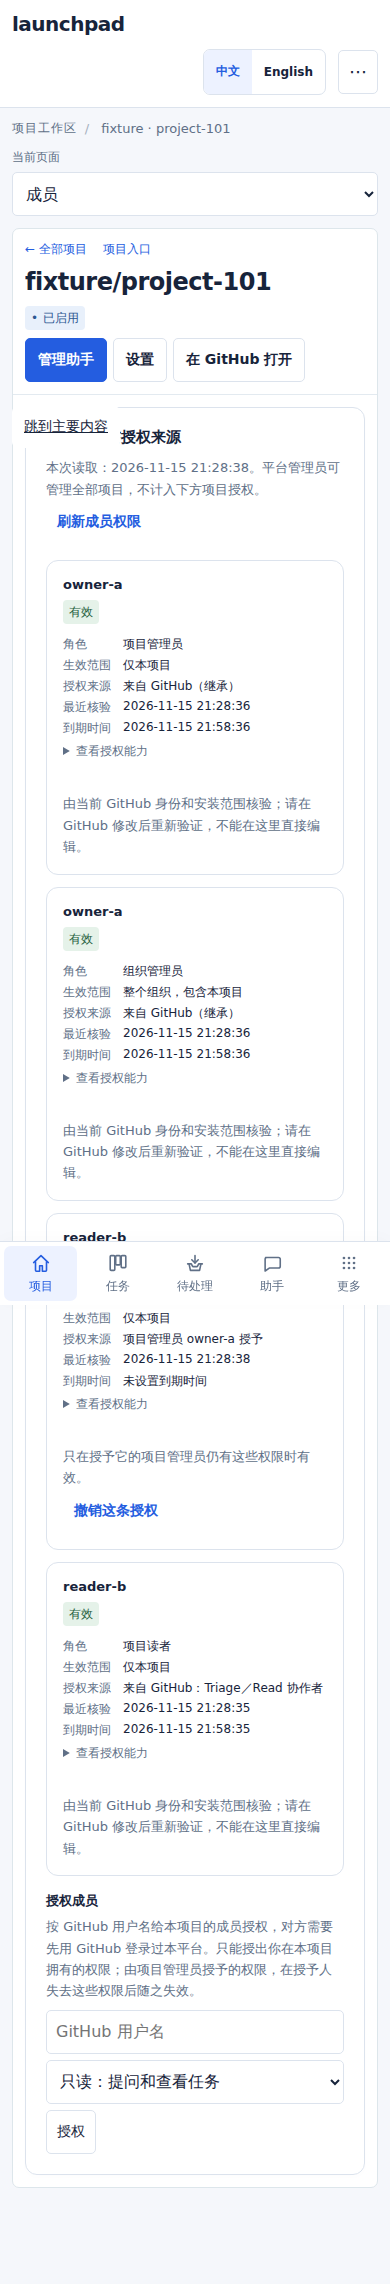 launchpad
中文 English ⋯
项目工作区 / fixture · project-101
当前页面
成员
← 全部项目 项目入口
fixture/project-101
• 已启用
管理助手 设置 在 GitHub 打开
跳到主要内容 授权来源
本次读取：2026-11-15 21:28:38。平台管理员可
管理全部项目，不计入下方项目授权。
刷新成员权限
owner-a
有效
角色 项目管理员
生效范围 仅本项目
授权来源 来自 GitHub（继承）
最近核验 2026-11-15 21:28:36
到期时间 2026-11-15 21:58:36
▶ 查看授权能力
由当前 GitHub 身份和安装范围核验；请在
GitHub 修改后重新验证，不能在这里直接编
辑。
owner-a
有效
角色 组织管理员
生效范围 整个组织，包含本项目
授权来源 来自 GitHub（继承）
最近核验 2026-11-15 21:28:36
到期时间 2026-11-15 21:58:36
▶ 查看授权能力
由当前 GitHub 身份和安装范围核验；请在
GitHub 修改后重新验证，不能在这里直接编
辑。
reader-b
项目 任务 待处理 助手 更多
生效范围 仅本项目
授权来源 项目管理员 owner-a 授予
最近核验 2026-11-15 21:28:38
到期时间 未设置到期时间
▶ 查看授权能力
只在授予它的项目管理员仍有这些权限时有
效。
撤销这条授权
reader-b
有效
角色 项目读者
生效范围 仅本项目
授权来源 来自 GitHub：Triage／Read 协作者
最近核验 2026-11-15 21:28:35
到期时间 2026-11-15 21:58:35
▶ 查看授权能力
由当前 GitHub 身份和安装范围核验；请在
GitHub 修改后重新验证，不能在这里直接编
辑。
授权成员
按 GitHub 用户名给本项目的成员授权，对方需要
先用 GitHub 登录过本平台。只能授出你在本项目
拥有的权限；由项目管理员授予的权限，在授予人
失去这些权限后随之失效。
GitHub 用户名
只读：提问和查看任务
授权